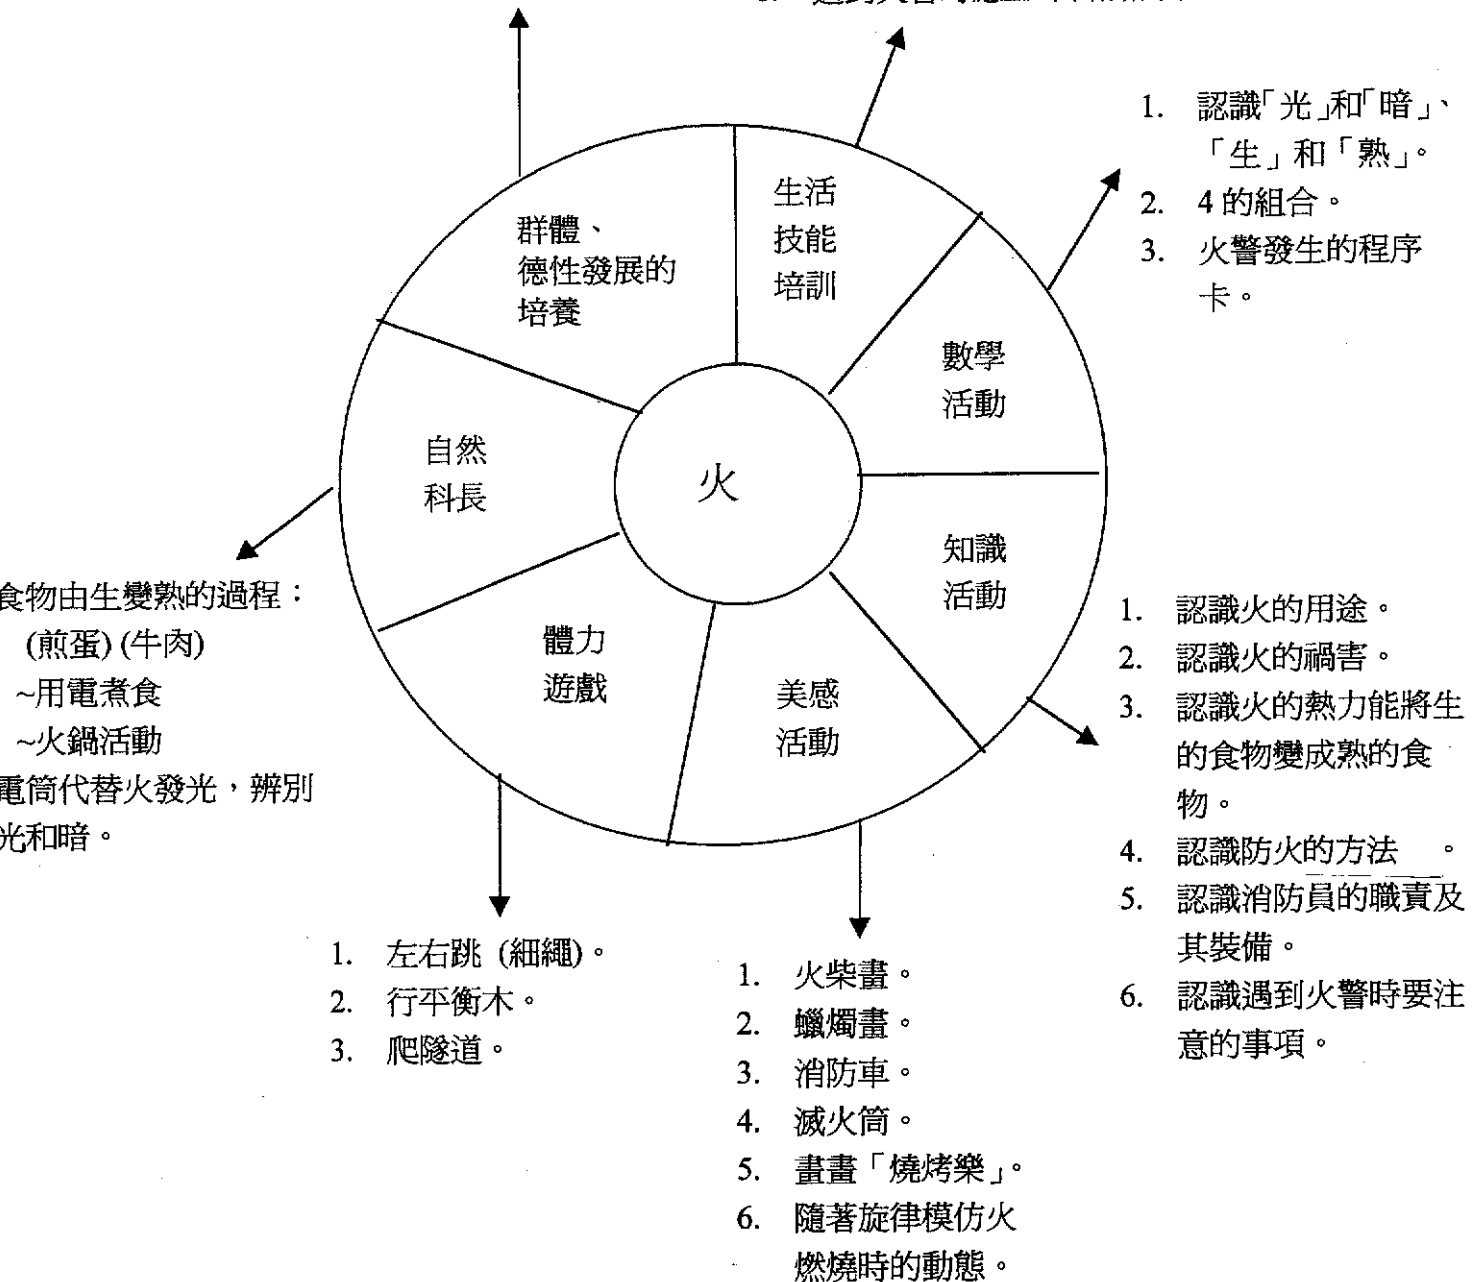 1. 認識「光」和「暗」、
「生」和「熟」。
2. 4 的組合。
3. 火警發生的程序
卡。
生活
技能
培訓
群體、
德性發展的
培養
數學
活動
自然
科長
火
知識
活動
體力
遊戲
美感
活動
食物由生變熟的過程：
(煎蛋) (牛肉)
~用電煮食
~火鍋活動
電筒代替火發光，辨別
光和暗。
1. 認識火的用途。
2. 認識火的禍害。
3. 認識火的熱力能將生
的食物變成熟的食
物。
4. 認識防火的方法 。
5. 認識消防員的職責及
其裝備。
6. 認識遇到火警時要注
意的事項。
1. 左右跳 (細繩)。
2. 行平衡木。
3. 爬隧道。
1. 火柴畫。
2. 蠟燭畫。
3. 消防車。
4. 滅火筒。
5. 畫畫「燒烤樂」。
6. 隨著旋律模仿火
燃燒時的動態。